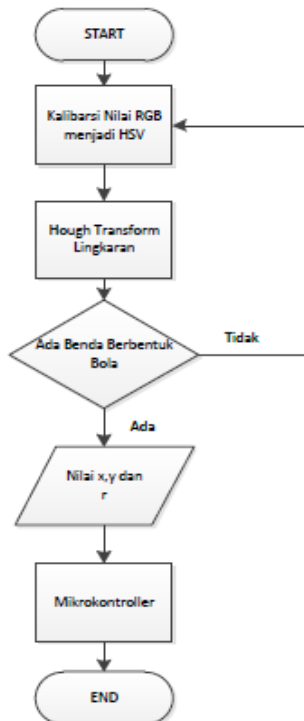 START
Kalibarsi Nilai RGB
menjadi HSV
Hough Transform
Lingkaran
Ada Benda Berbentuk
Bola
Tidak
Ada
Nilai x,y dan
r
Mikrokontroller
END